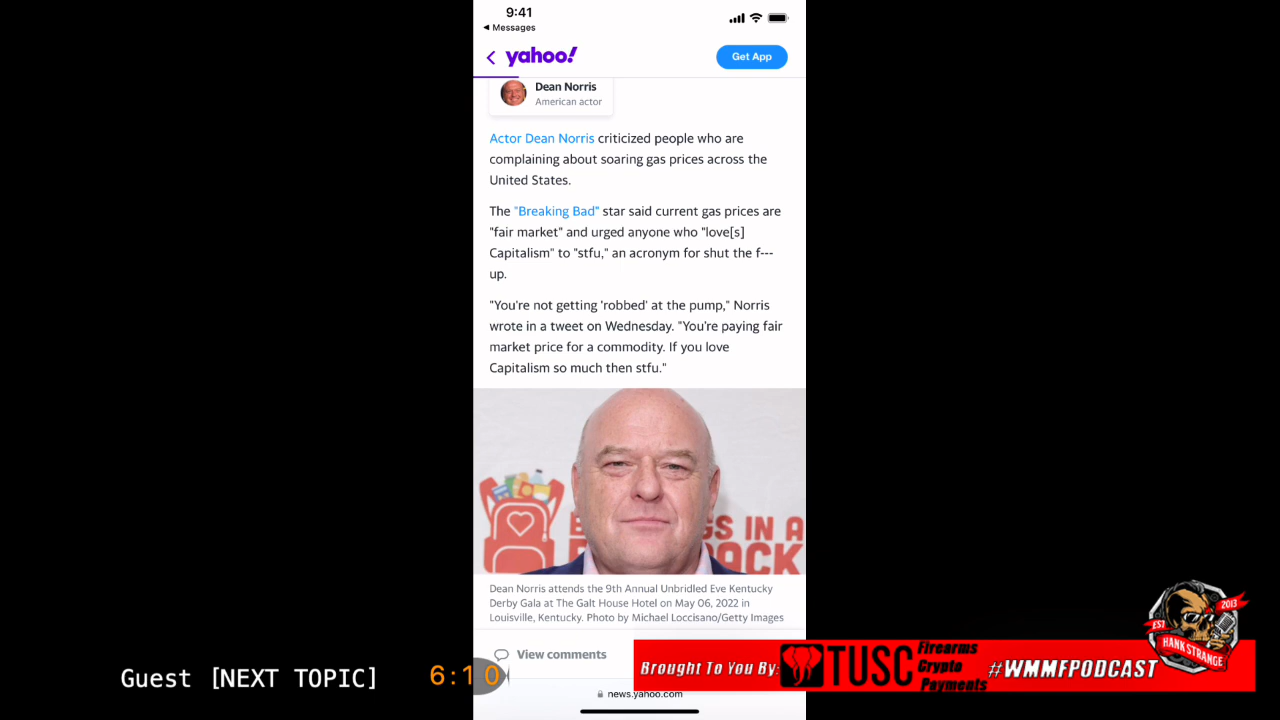 9:41
◀ Messages
yahoo!
Get App
Dean Norris
American actor
Actor Dean Norris criticized people who are
complaining about soaring gas prices across the
United States.
The "Breaking Bad" star said current gas prices are
"fair market" and urged anyone who "love[s]
Capitalism" to "stfu," an acronym for shut the f---
up.
"You're not getting 'robbed' at the pump," Norris
wrote in a tweet on Wednesday. "You're paying fair
market price for a commodity. If you love
Capitalism so much then stfu."
GS IN A
ACK
Dean Norris attends the 9th Annual Unbridled Eve Kentucky
Derby Gala at The Galt House Hotel on May 06, 2022 in
Louisville, Kentucky. Photo by Michael Loccisano/Getty Images
View comments
news.yahoo.com
Guest [NEXT TOPIC]
6:10
Brought To You By:
TUSC
Firearms
Crypto
Payments
#WMMFPODCAST
EST
2013
HANK STRANGE